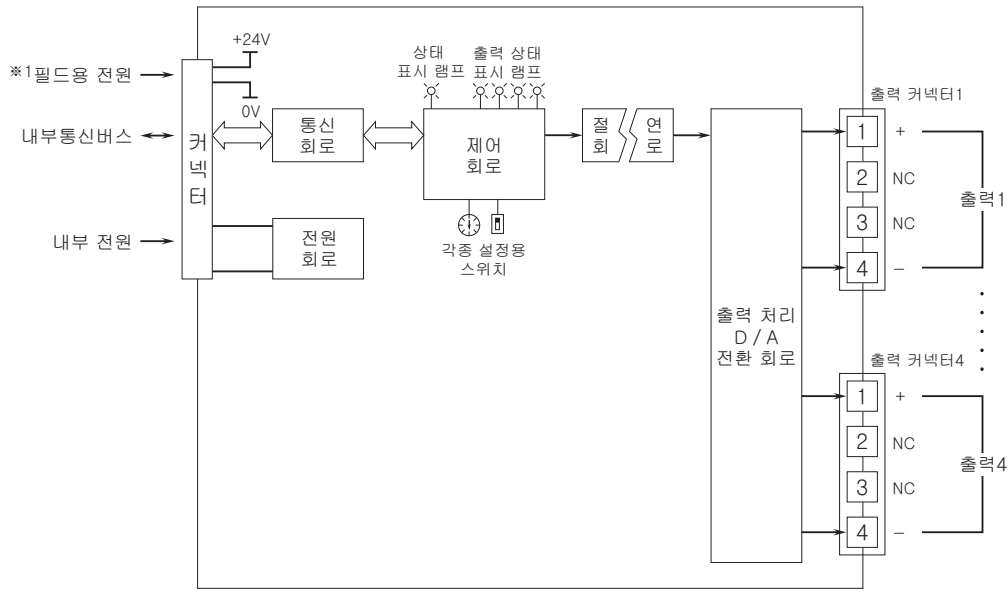 +24V
※1필드용 전원
0V
내부통신버스
내부 전원
커넥터
통신
회로
전원
회로
상태
표시 램프
출력 상태
표시 램프
제어
회로
각종 설정용
스위치
절연
회로
출력 처리
D / A
전환 회로
출력 커넥터1
1 +
2 NC
3 NC
4 −
출력1
출력 커넥터4
1 +
2 NC
3 NC
4 −
출력4